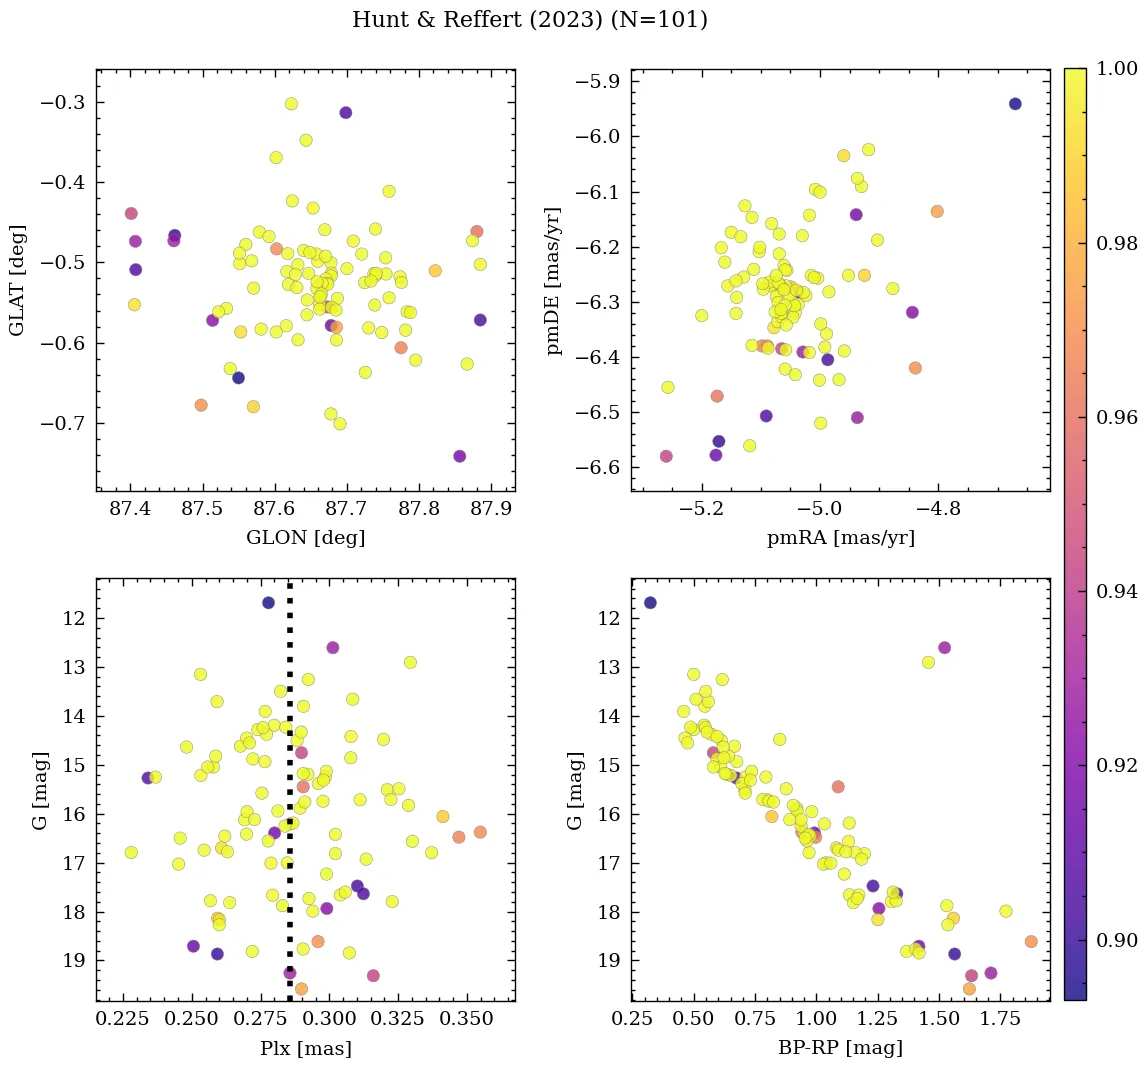 Hunt & Reffert (2023) (N=101)
−0.3
−0.4
−0.5
−0.6
−0.7
GLAT [deg]
87.4 87.5 87.6 87.7 87.8 87.9
GLON [deg]
−5.9
−6.0
−6.1
−6.2
−6.3
−6.4
−6.5
−6.6
pmDE [mas/yr]
−5.2 −5.0 −4.8
pmRA [mas/yr]
1.00
0.98
0.96
0.94
0.92
0.90
12
13
14
15
16
17
18
19
G [mag]
0.225 0.250 0.275 0.300 0.325 0.350
Plx [mas]
12
13
14
15
16
17
18
19
G [mag]
0.25 0.50 0.75 1.00 1.25 1.50 1.75
BP-RP [mag]